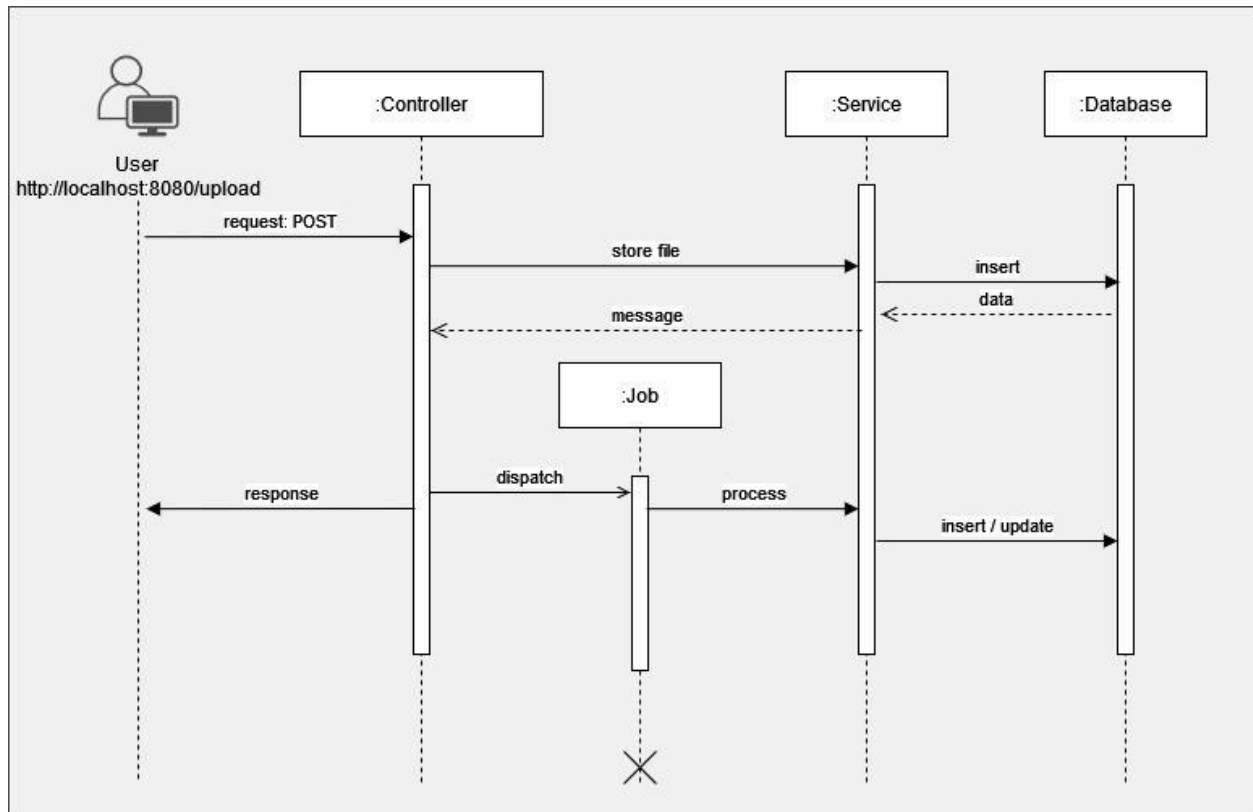 :Controller
:Service
:Database
User
http://localhost:8080/upload
request: POST
store file
insert
data
message
:Job
dispatch
response
process
insert / update